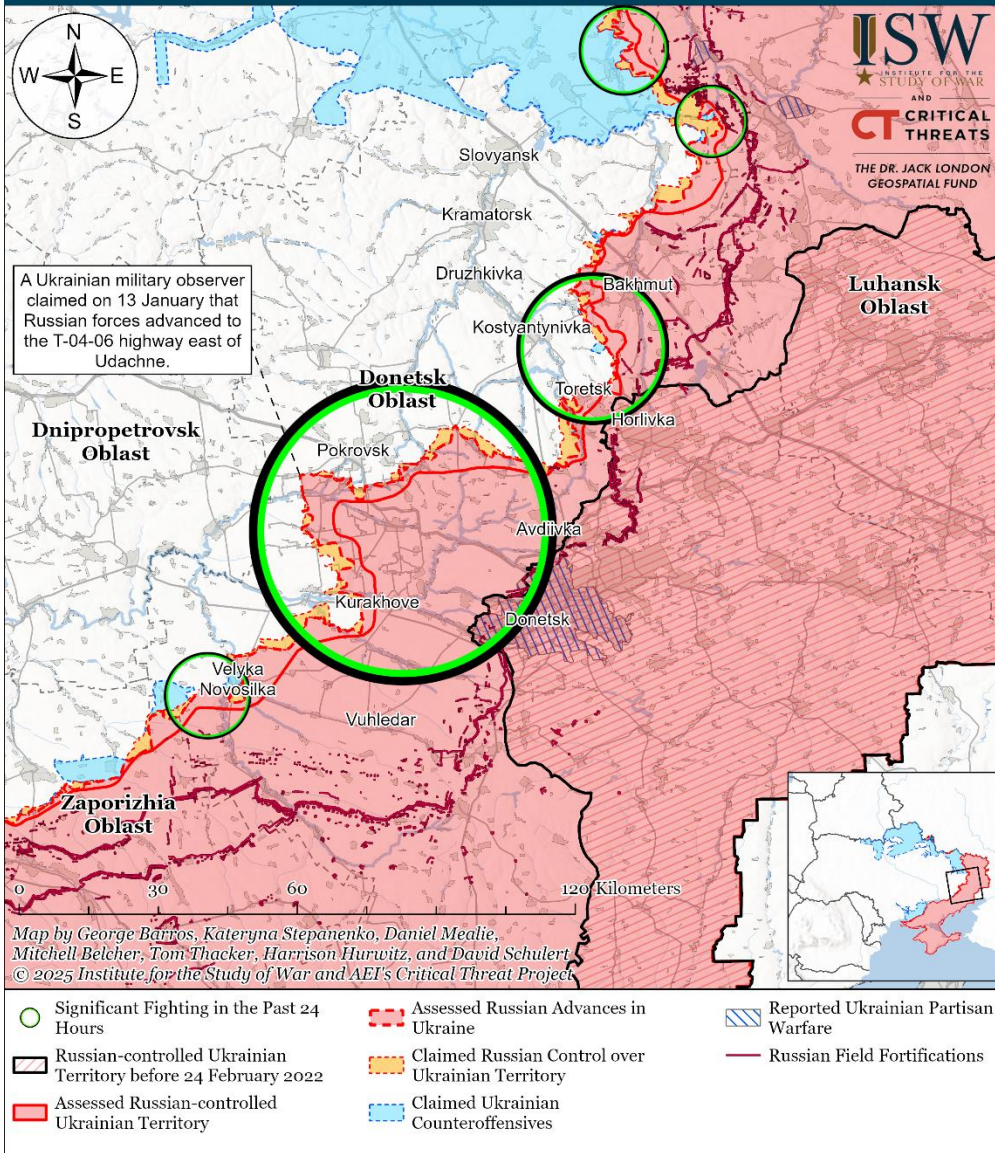 N
W E
S
ISW
INSTITUTE FOR THE
STUDY OF WAR
AND
CT CRITICAL
THREATS
THE DR. JACK LONDON
GEOSPATIAL FUND
Slovyansk
Kramatorsk
Druzhkivka
A Ukrainian military observer
claimed on 13 January that
Russian forces advanced to
the T-04-06 highway east of
Udachne.
Bakhmut
Luhansk
Oblast
Kostyantynivka
Donetsk
Oblast
Toretsk
Horlivka
Dnipropetrovsk
Oblast
Pokrovsk
Avdiivka
Kurakhove
Donetsk
Velyka
Novosilka
Vuhledar
Zaporizhia
Oblast
0 30 60 120 Kilometers
Map by George Barros, Kateryna Stepanenko, Daniel Mealie,
Mitchell Belcher, Tom Thacker, Harrison Hurwitz, and David Schulert
© 2025 Institute for the Study of War and AEI's Critical Threat Project
Significant Fighting in the Past 24
Hours
Russian-controlled Ukrainian
Territory before 24 February 2022
Assessed Russian-controlled
Ukrainian Territory
Assessed Russian Advances in
Ukraine
Claimed Russian Control over
Ukrainian Territory
Claimed Ukrainian
Counteroffensives
Reported Ukrainian Partisan
Warfare
Russian Field Fortifications